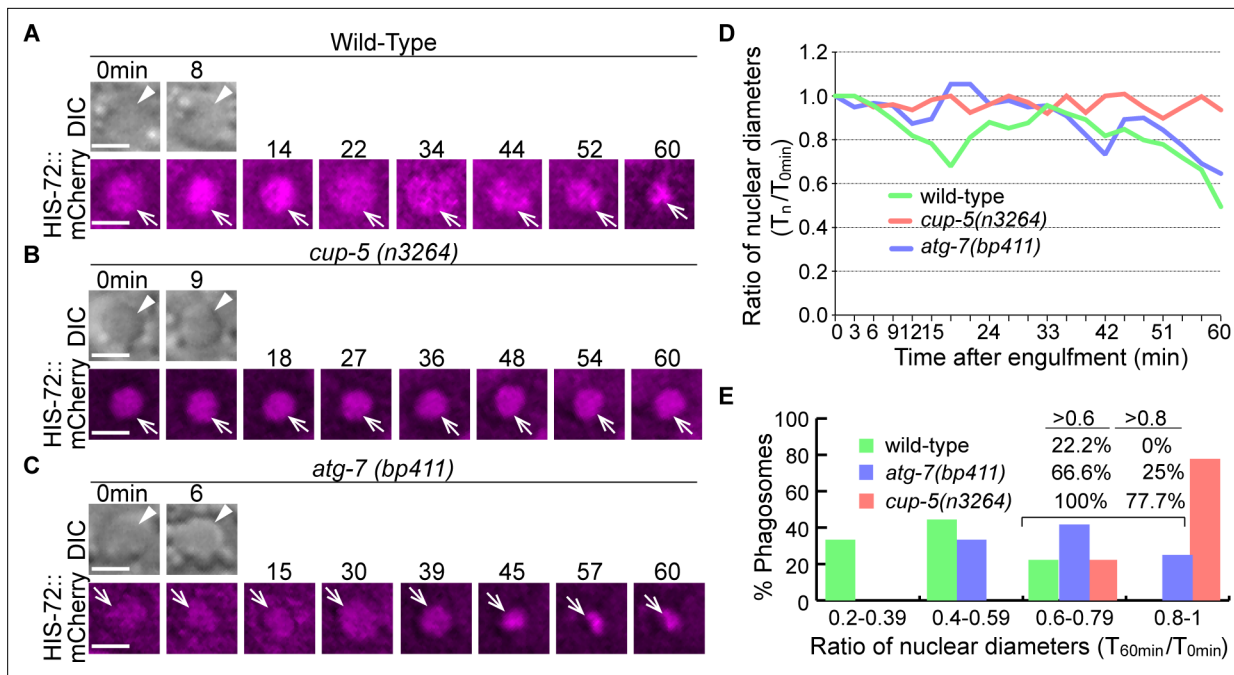 A
Wild-Type
0min 8
DIC
14 22 34 44 52 60
HIS-72::
mCherry
B
cup-5 (n3264)
0min 9
DIC
18 27 36 48 54 60
HIS-72::
mCherry
C
atg-7 (bp411)
0min 6
DIC
15 30 39 45 57 60
HIS-72::
mCherry
D
Ratio of nuclear diameters
(Tn/T0min)
1.2
1.0
0.8
0.6
0.4
0.2
0.0
wild-type
cup-5(n3264)
atg-7(bp411)
0 3 6 9 12 15 24 33 42 51 60
Time after engulfment (min)
E
% Phagosomes
100
80
60
40
20
0
>0.6 >0.8
wild-type 22.2% 0%
atg-7(bp411) 66.6% 25%
cup-5(n3264) 100% 77.7%
0.2-0.39 0.4-0.59 0.6-0.79 0.8-1
Ratio of nuclear diameters (T60min/T0min)